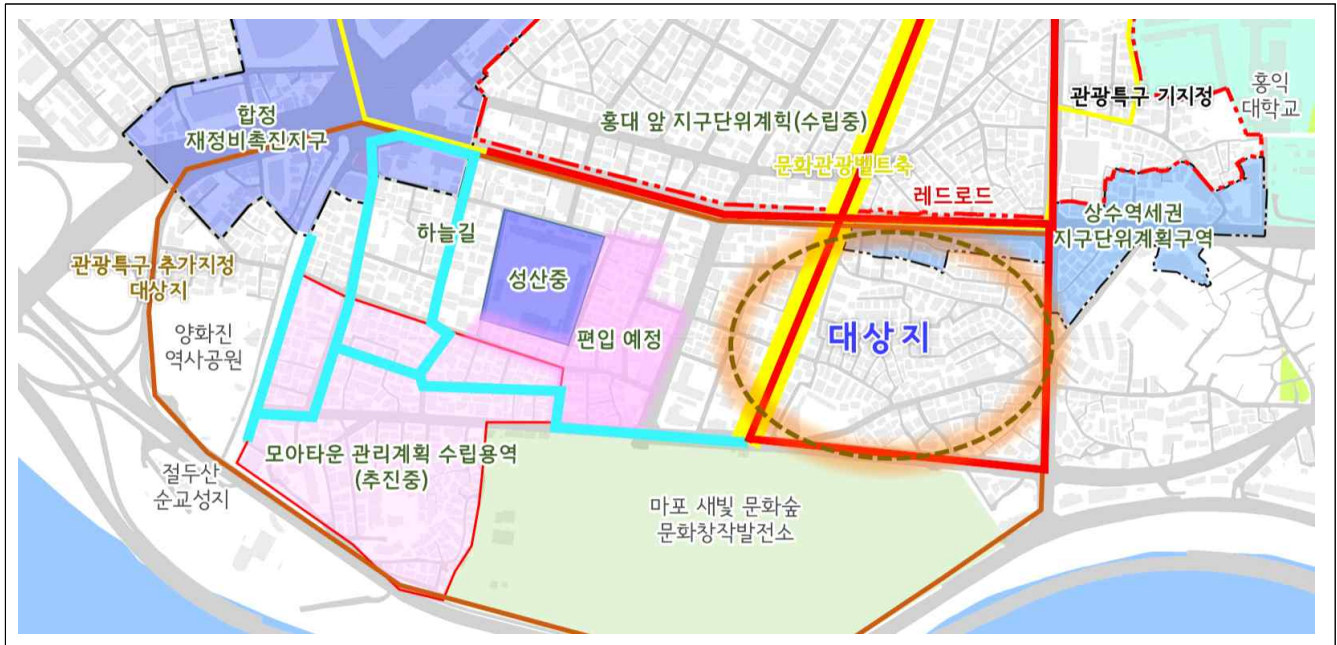 합정
재정비촉진지구
홍대 앞 지구단위계획(수립중)
관광특구 기지정
홍익
대학교
문화관광벨트축
레드로드
상수역세권
지구단위계획구역
하늘길
관광특구 추가지정
대상지
성산중
양화진
역사공원
편입 예정
대상지
모아타운 관리계획 수립용역
(추진중)
절두산
순교성지
마포 새빛 문화숲
문화창작발전소